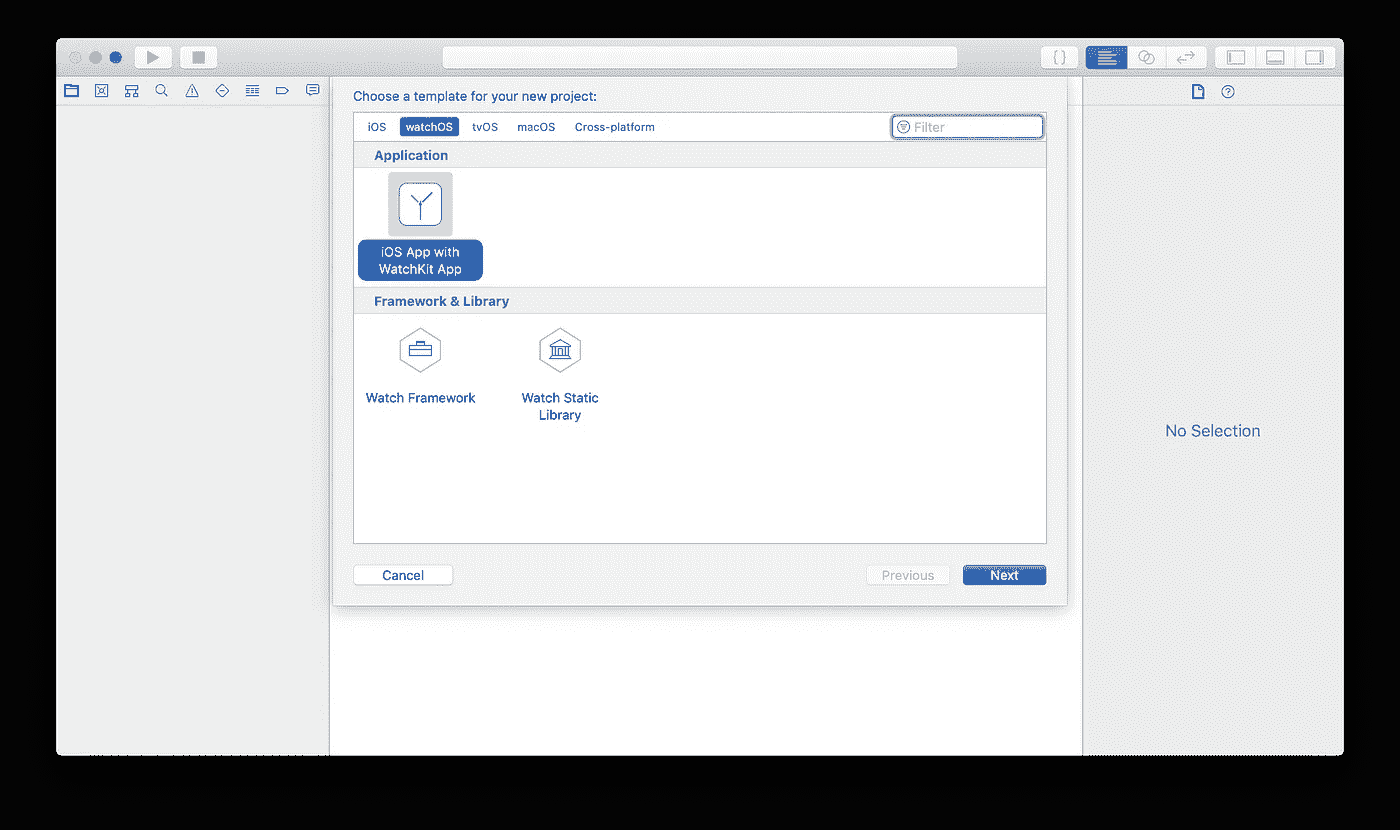 Choose a template for your new project:
iOS watchOS tvOS macOS Cross-platform Filter
Application
iOS App with
WatchKit App
Framework & Library
Watch Framework
Watch Static
Library
No Selection
Cancel Previous Next